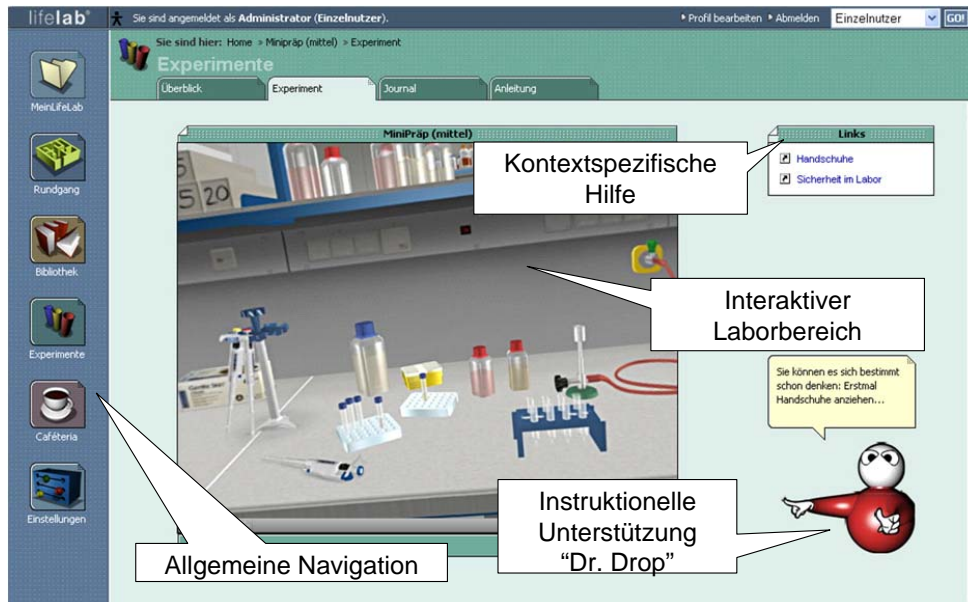 lifelab°
Sie sind angemeldet als Administrator (Einzelnutzer).
Profil bearbeiten
Abmelden
Einzelnutzer
GO!
Sie sind hier: Home » Minipräp (mittel) » Experiment
Experimente
Überblick
Experiment
Journal
Anleitung
MeinLifeLab
Rundgang
Bibliothek
Experimente
Caféteria
Einstellungen
MiniPräp (mittel)
5
5 20
Links
Handschuhe
Sicherheit im Labor
Kontextspezifische
Hilfe
Interaktiver
Laborbereich
Sie können es sich bestimmt
schon denken: Erstmal
Handschuhe anziehen...
Instruktionelle
Unterstützung
“Dr. Drop”
Allgemeine Navigation